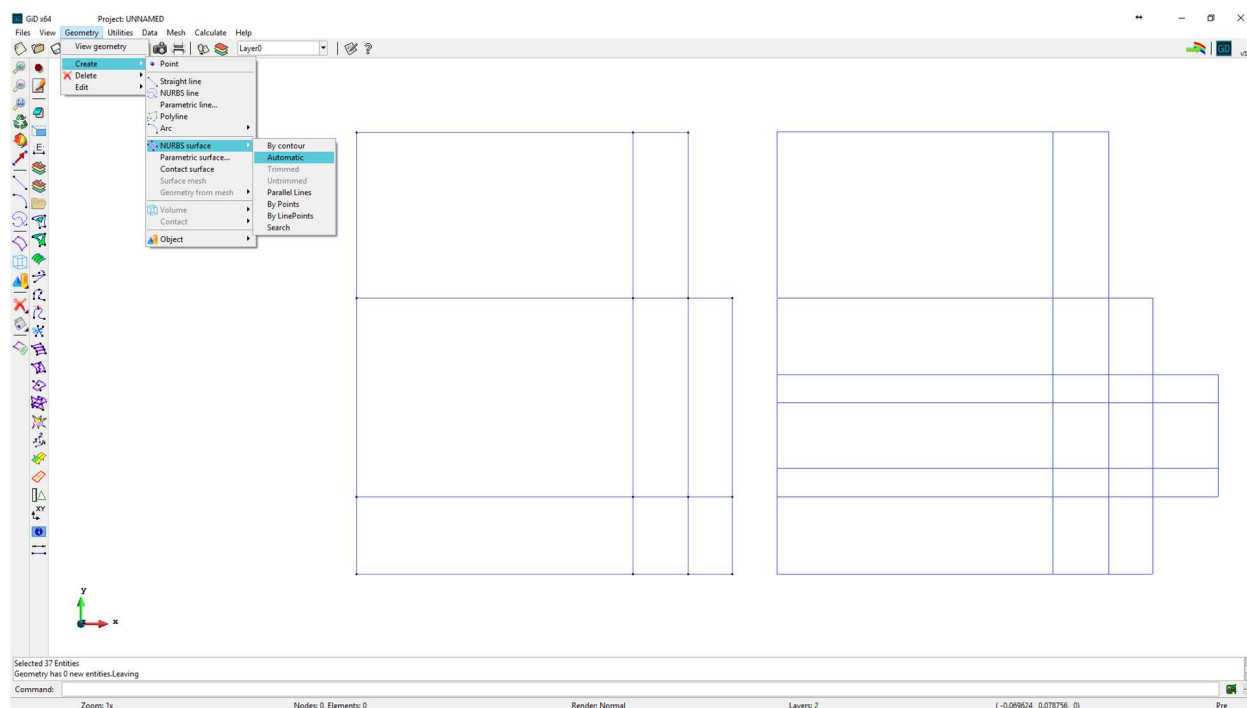 GiD x64 Project: UNNAMED
Files View Geometry Utilities Data Mesh Calculate Help
View geometry
Layer0
Create
Delete
Edit
Point
Straight line
NURBS line
Parametric line...
Polyline
Arc
NURBS surface
Parametric surface...
Contact surface
Surface mesh
Geometry from mesh
Volume
Contact
Object
By contour
Automatic
Trimmed
Untrimmed
Parallel Lines
By Points
By LinePoints
Search
y
x
Selected 37 Entities
Geometry has 0 new entities.Leaving
Command:
Zoom: 1x Nodes: 0, Elements: 0 Render: Normal Layers: 2 ( -0.069624, 0.078756, 0) Pre